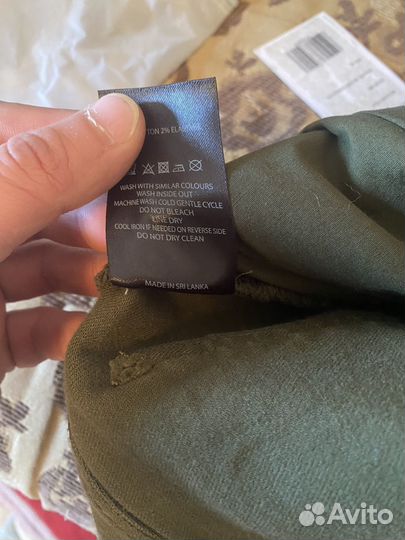 TON 2% ELA
WASH WITH SIMILAR COLOURS
WASH INSIDE OUT
MACHINE WASH COLD GENTLE CYCLE
DO NOT BLEACH
LINE DRY
COOL IRON IF NEEDED ON REVERSE SIDE
DO NOT DRY CLEAN
MADE IN SRI LANKA
Avito